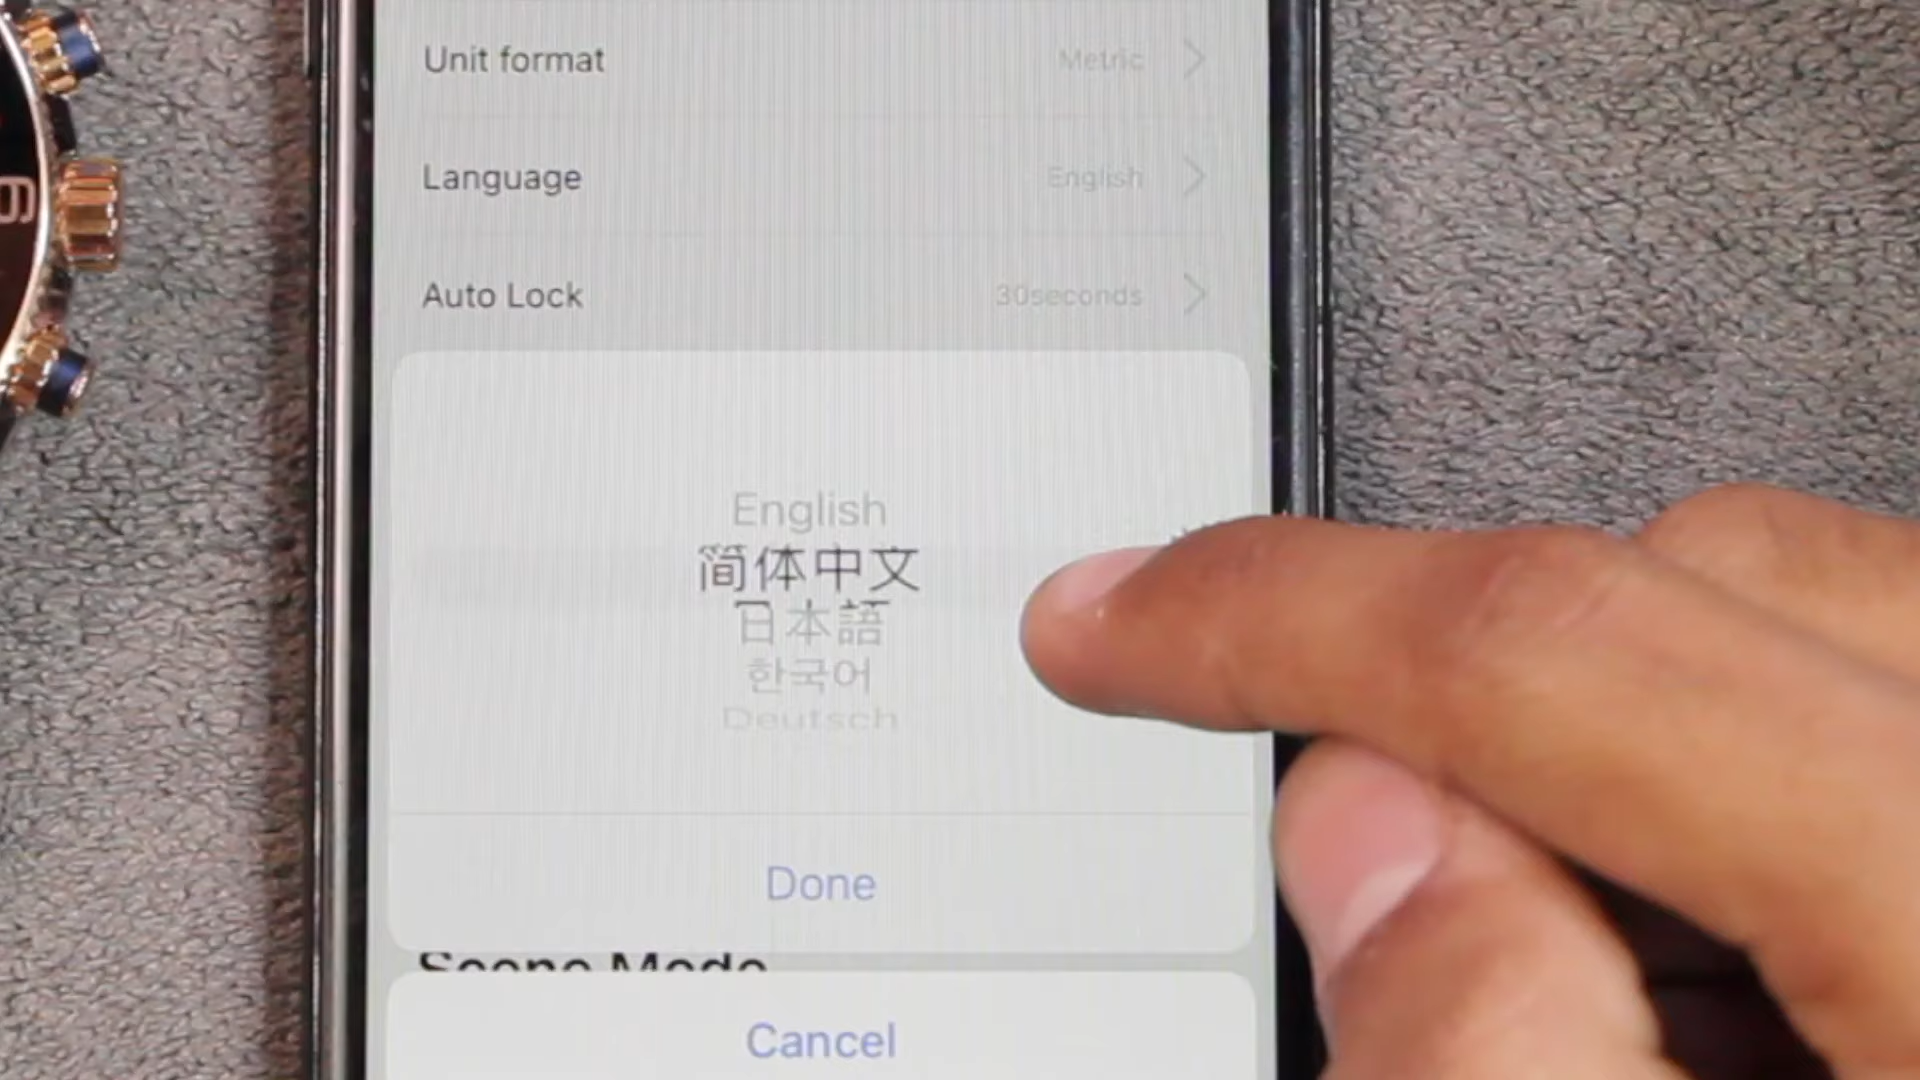 Unit format Metric
Language English
Auto Lock 30seconds
English
简体中文
日本語
한국어
Deutsch
Done
Scene Mode
Cancel